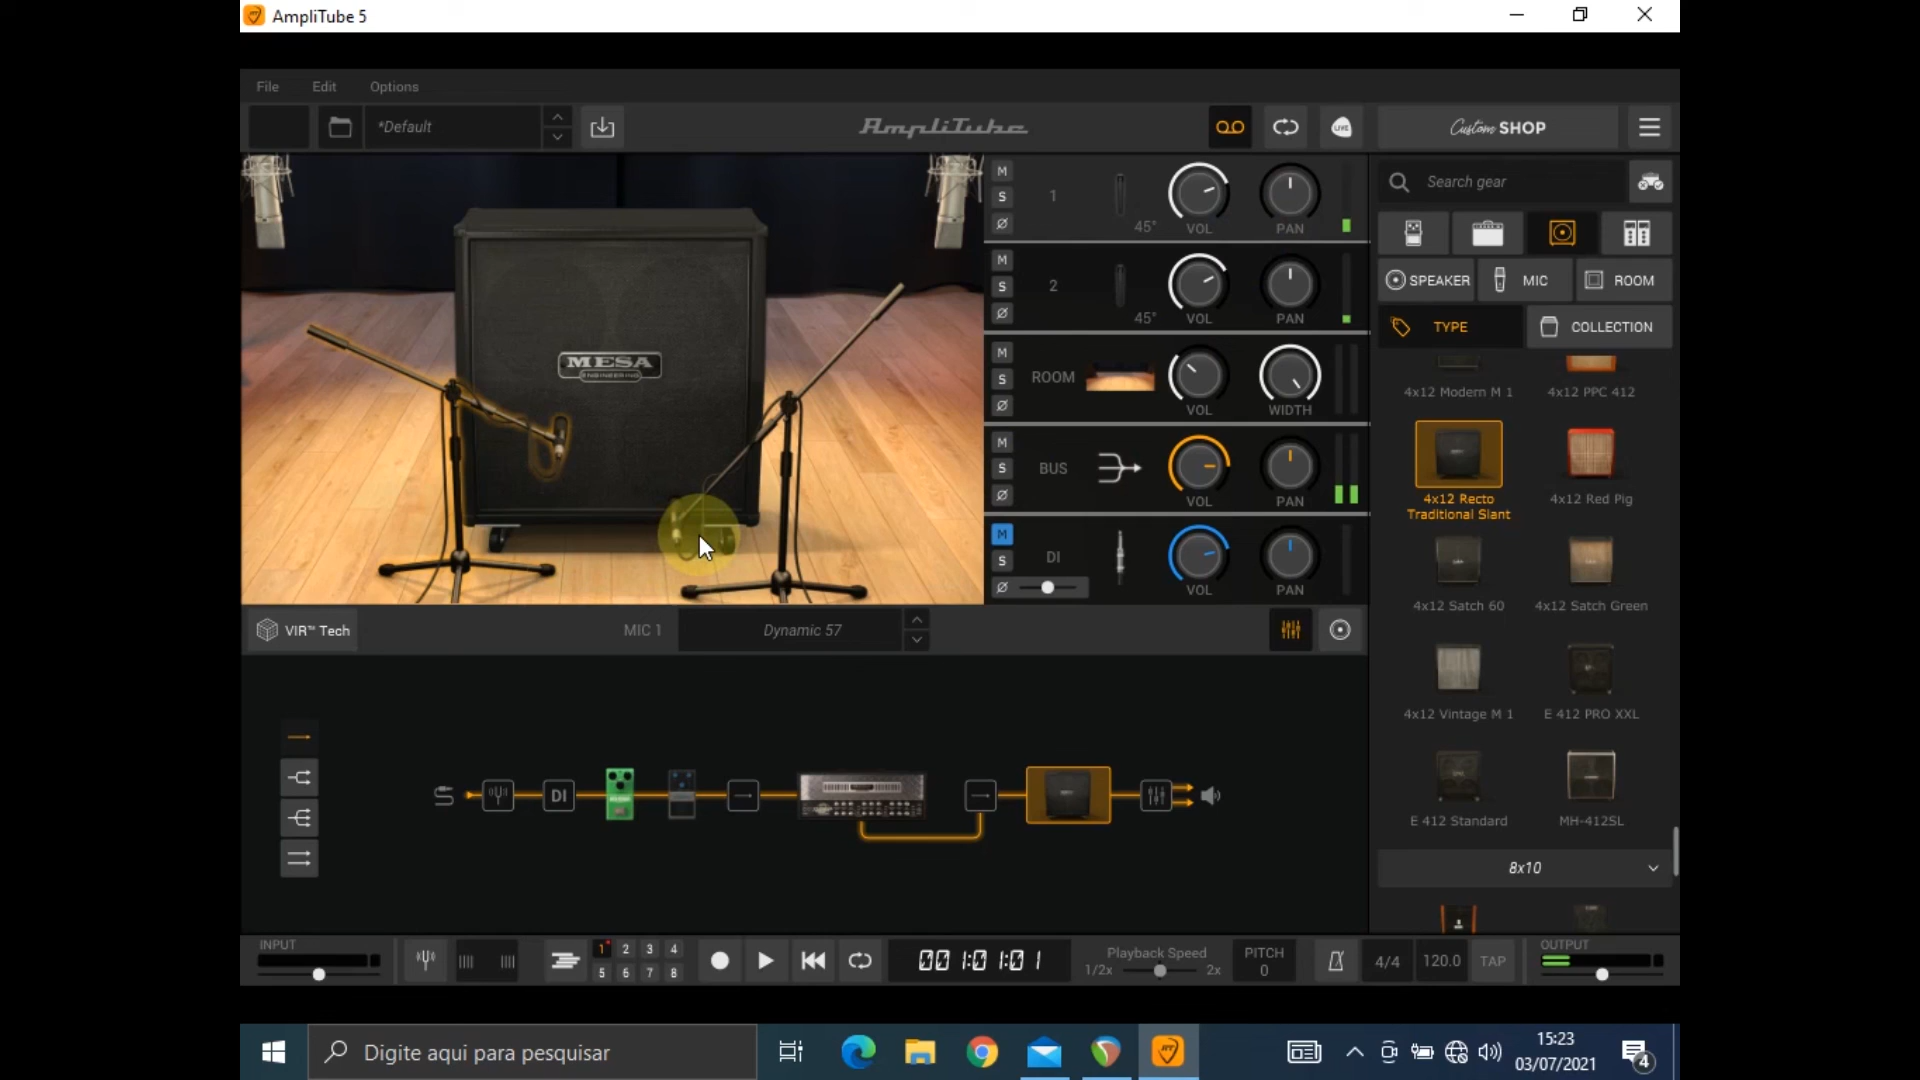 AmpliTube 5
File Edit Options
*Default
AmpliTube
LIVE
Custom SHOP
Search gear
M
S
Ø
1
45°
VOL
PAN
M
S
Ø
2
45°
VOL
PAN
M
S
Ø
ROOM
VOL
WIDTH
M
S
Ø
BUS
VOL
PAN
M
S
Ø
DI
VOL
PAN
MESA
ENGINEERING
SPEAKER
MIC
ROOM
TYPE
COLLECTION
4x12 Modern M 1
4x12 PPC 412
4x12 Recto
Traditional Slant
4x12 Red Pig
4x12 Satch 60
4x12 Satch Green
4x12 Vintage M 1
E 412 PRO XXL
E 412 Standard
MH-412SL
8x10
VIR™ Tech
MIC 1
Dynamic 57
DI
INPUT
1 2 3 4
5 6 7 8
00 1:0 1:0 1
Playback Speed
1/2x
2x
PITCH
0
4/4
120.0
TAP
OUTPUT
Digite aqui para pesquisar
15:23
03/07/2021
4